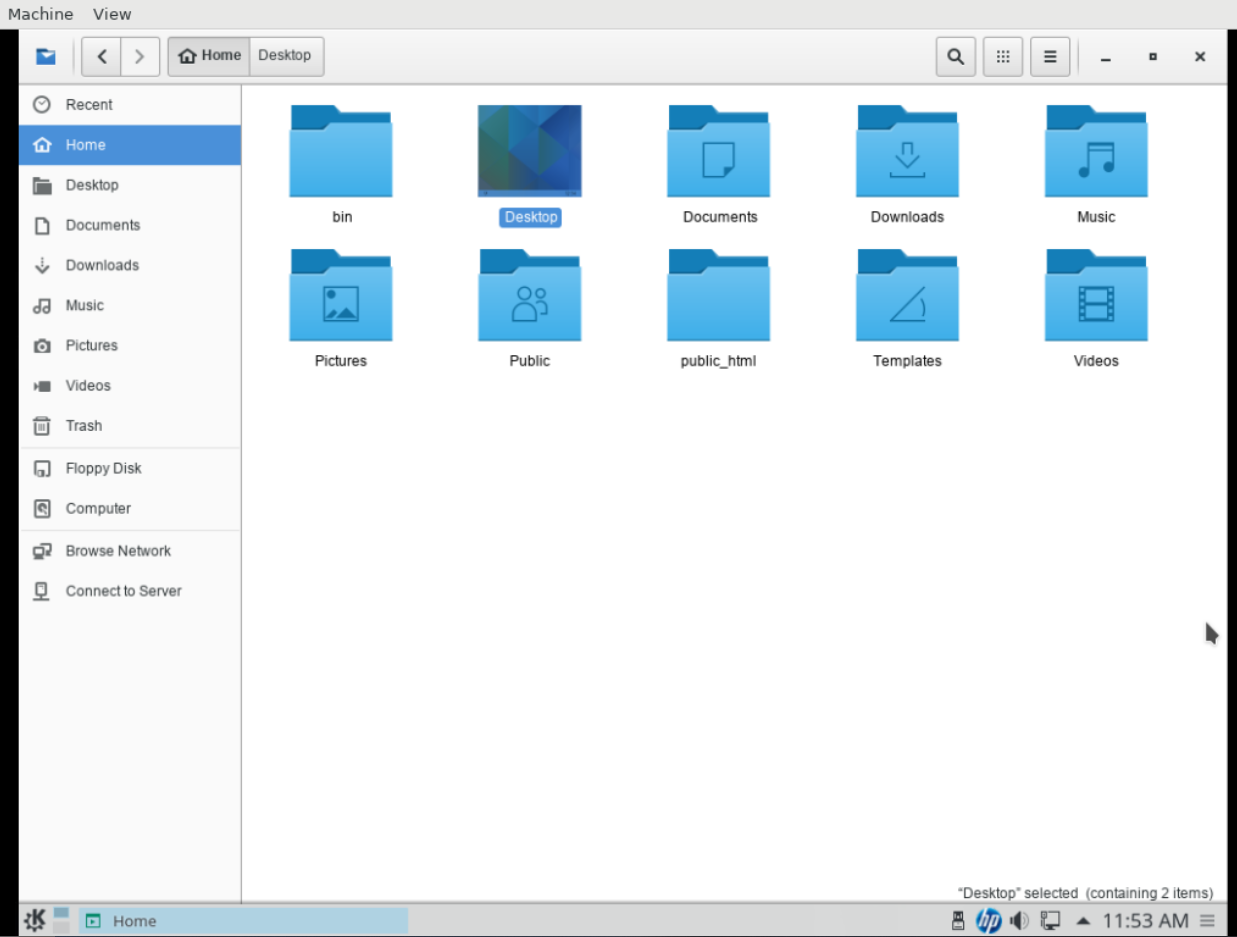 Machine View
Home Desktop
Recent
Home
Desktop
Documents
Downloads
Music
Pictures
Videos
Trash
Floppy Disk
Computer
Browse Network
Connect to Server
bin Desktop Documents Downloads Music
Pictures Public public_html Templates Videos
"Desktop" selected (containing 2 items)
Home hp 11:53 AM